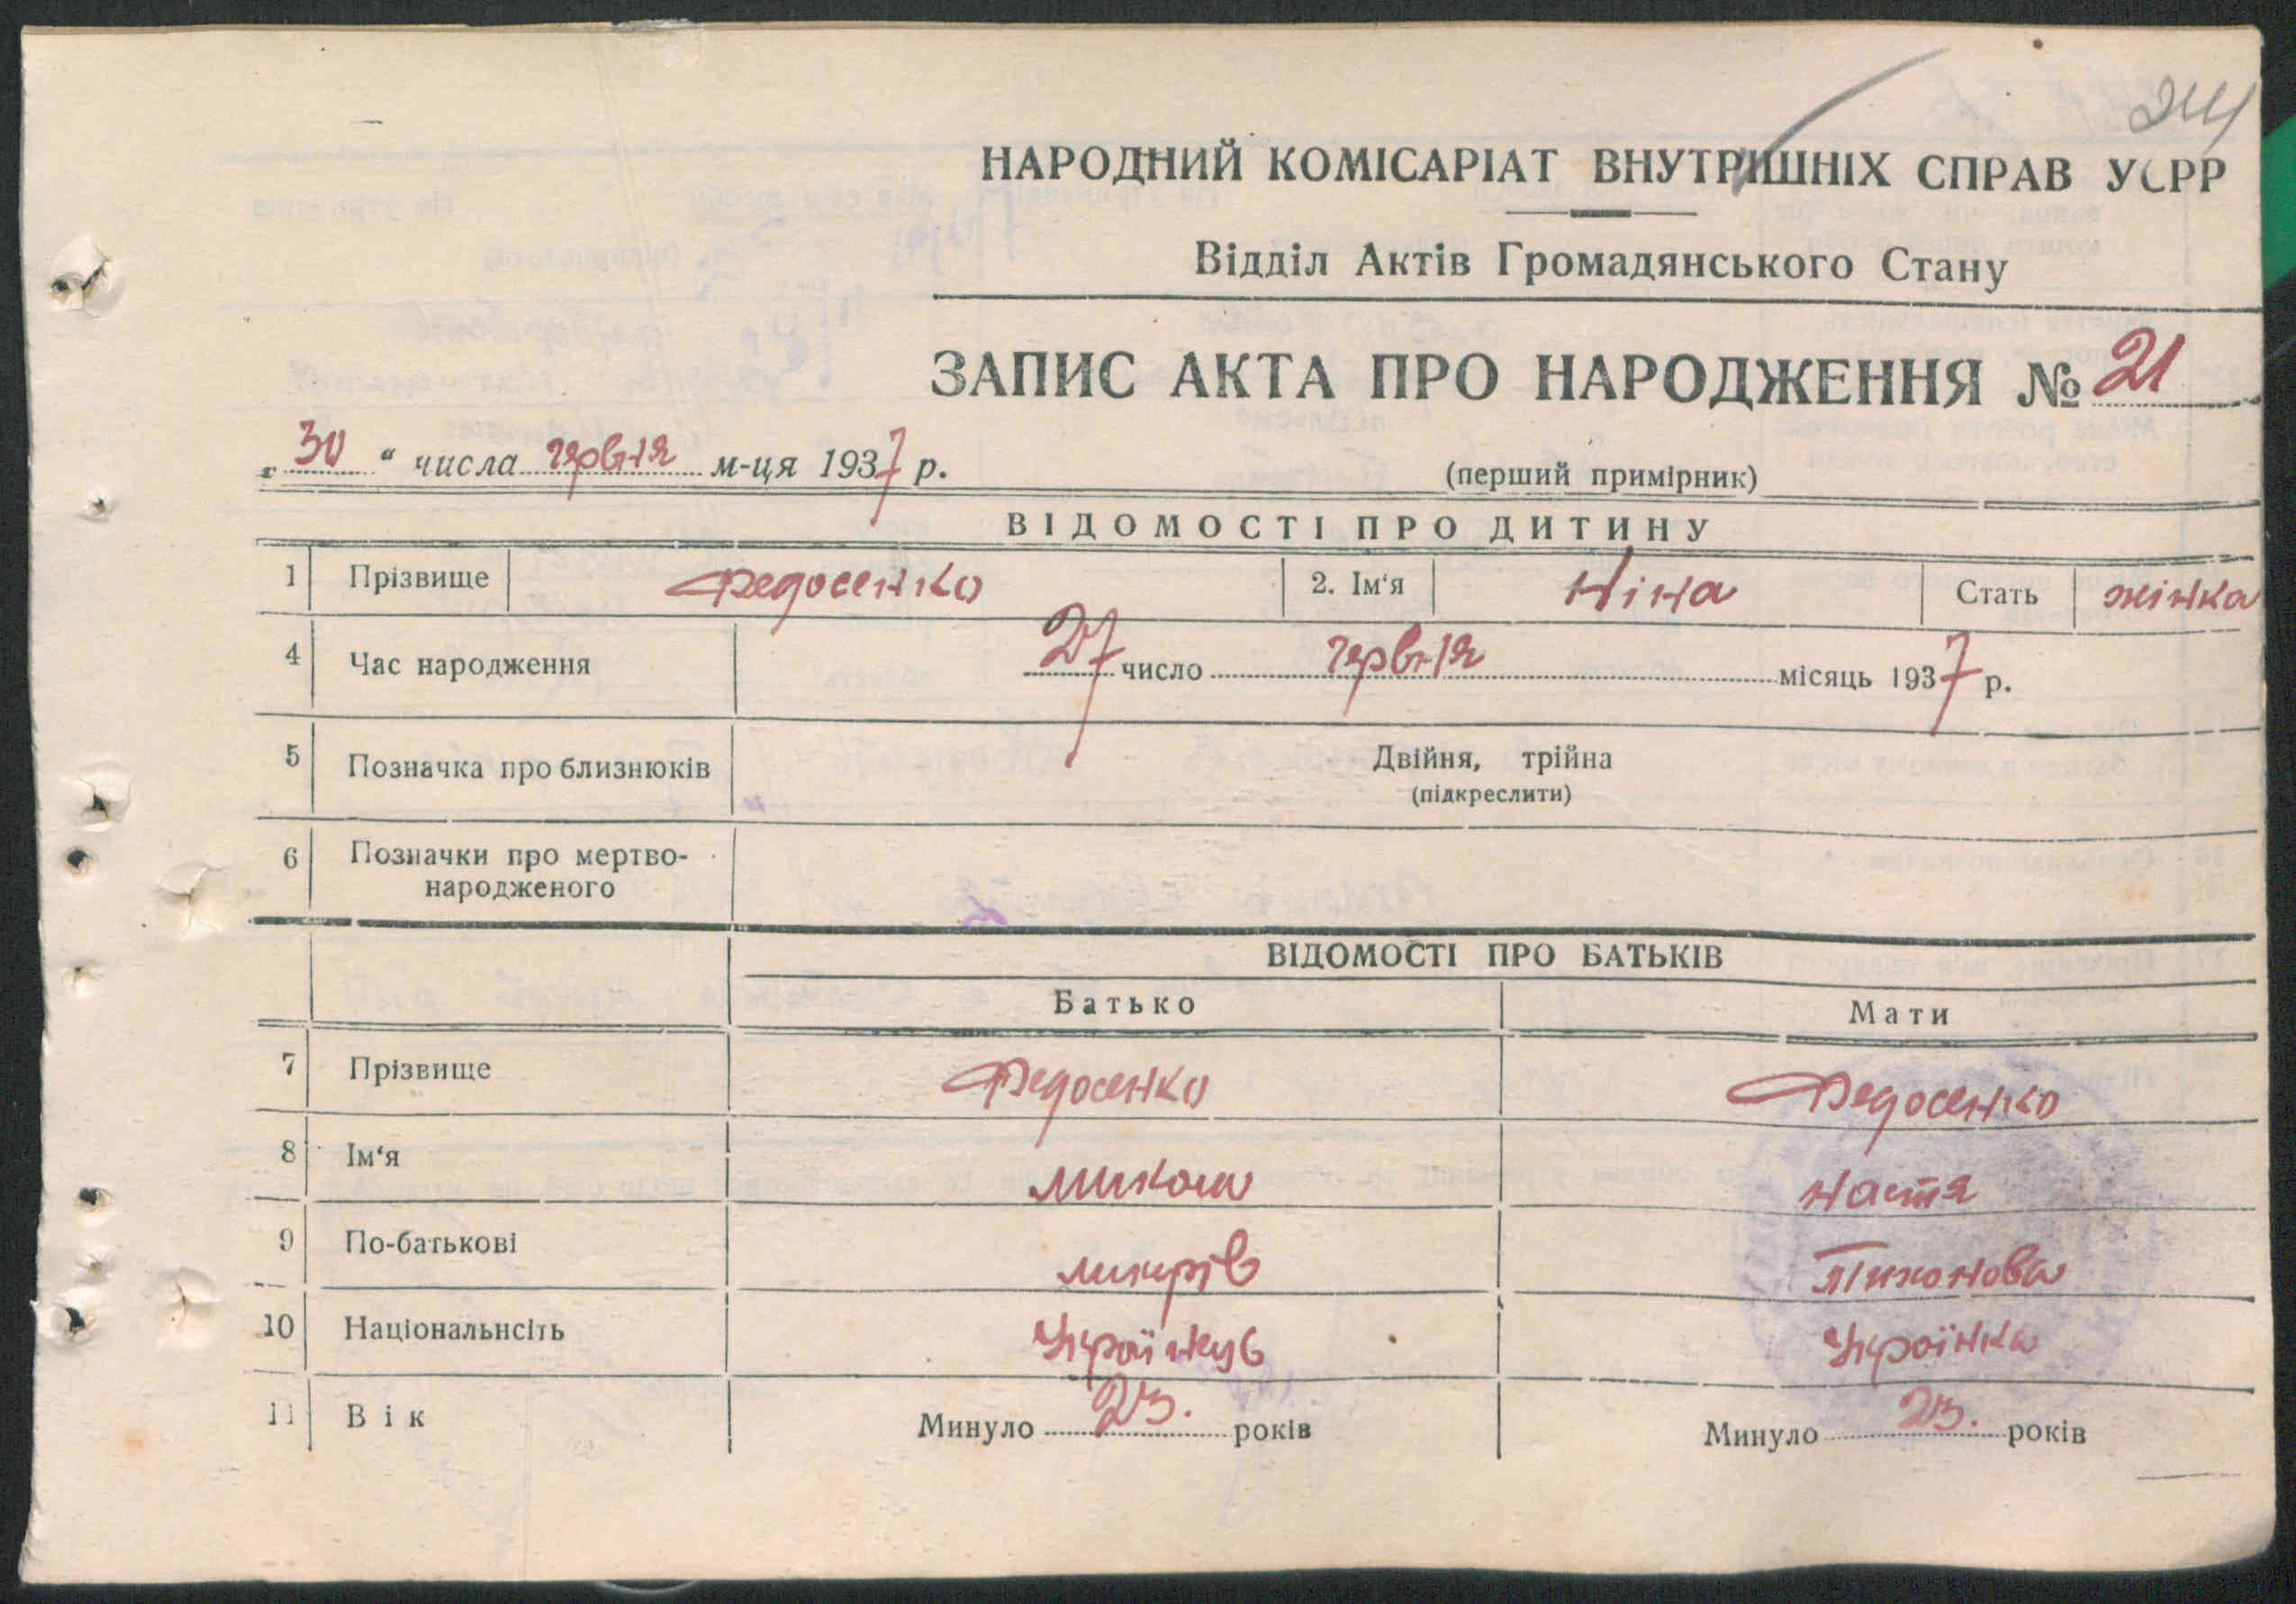 24
НАРОДНИЙ КОМІСАРІАТ ВНУТРІШНІХ СПРАВ УСРР
Відділ Актів Громадянського Стану
ЗАПИС АКТА ПРО НАРОДЖЕННЯ № 21
„ 30 “ числа червня м-ця 1937 р.
(перший примірник)
ВІДОМОСТІ ПРО ДИТИНУ
1 Прізвище Федосенко 2. Ім‘я Ніна Стать жінка
4 Час народження 27 число червня місяць 1937 р.
5 Позначка про близнюків Двійня, трійна
(підкреслити)
6 Позначки про мертво-
народженого
ВІДОМОСТІ ПРО БАТЬКІВ
Батько Мати
7 Прізвище Федосенко Федосенко
8 Ім‘я Микола Настя
9 По-батькові Тихонова
10 Національнсіть Українець Українка
11 Вік Минуло 23. років Минуло 23. років